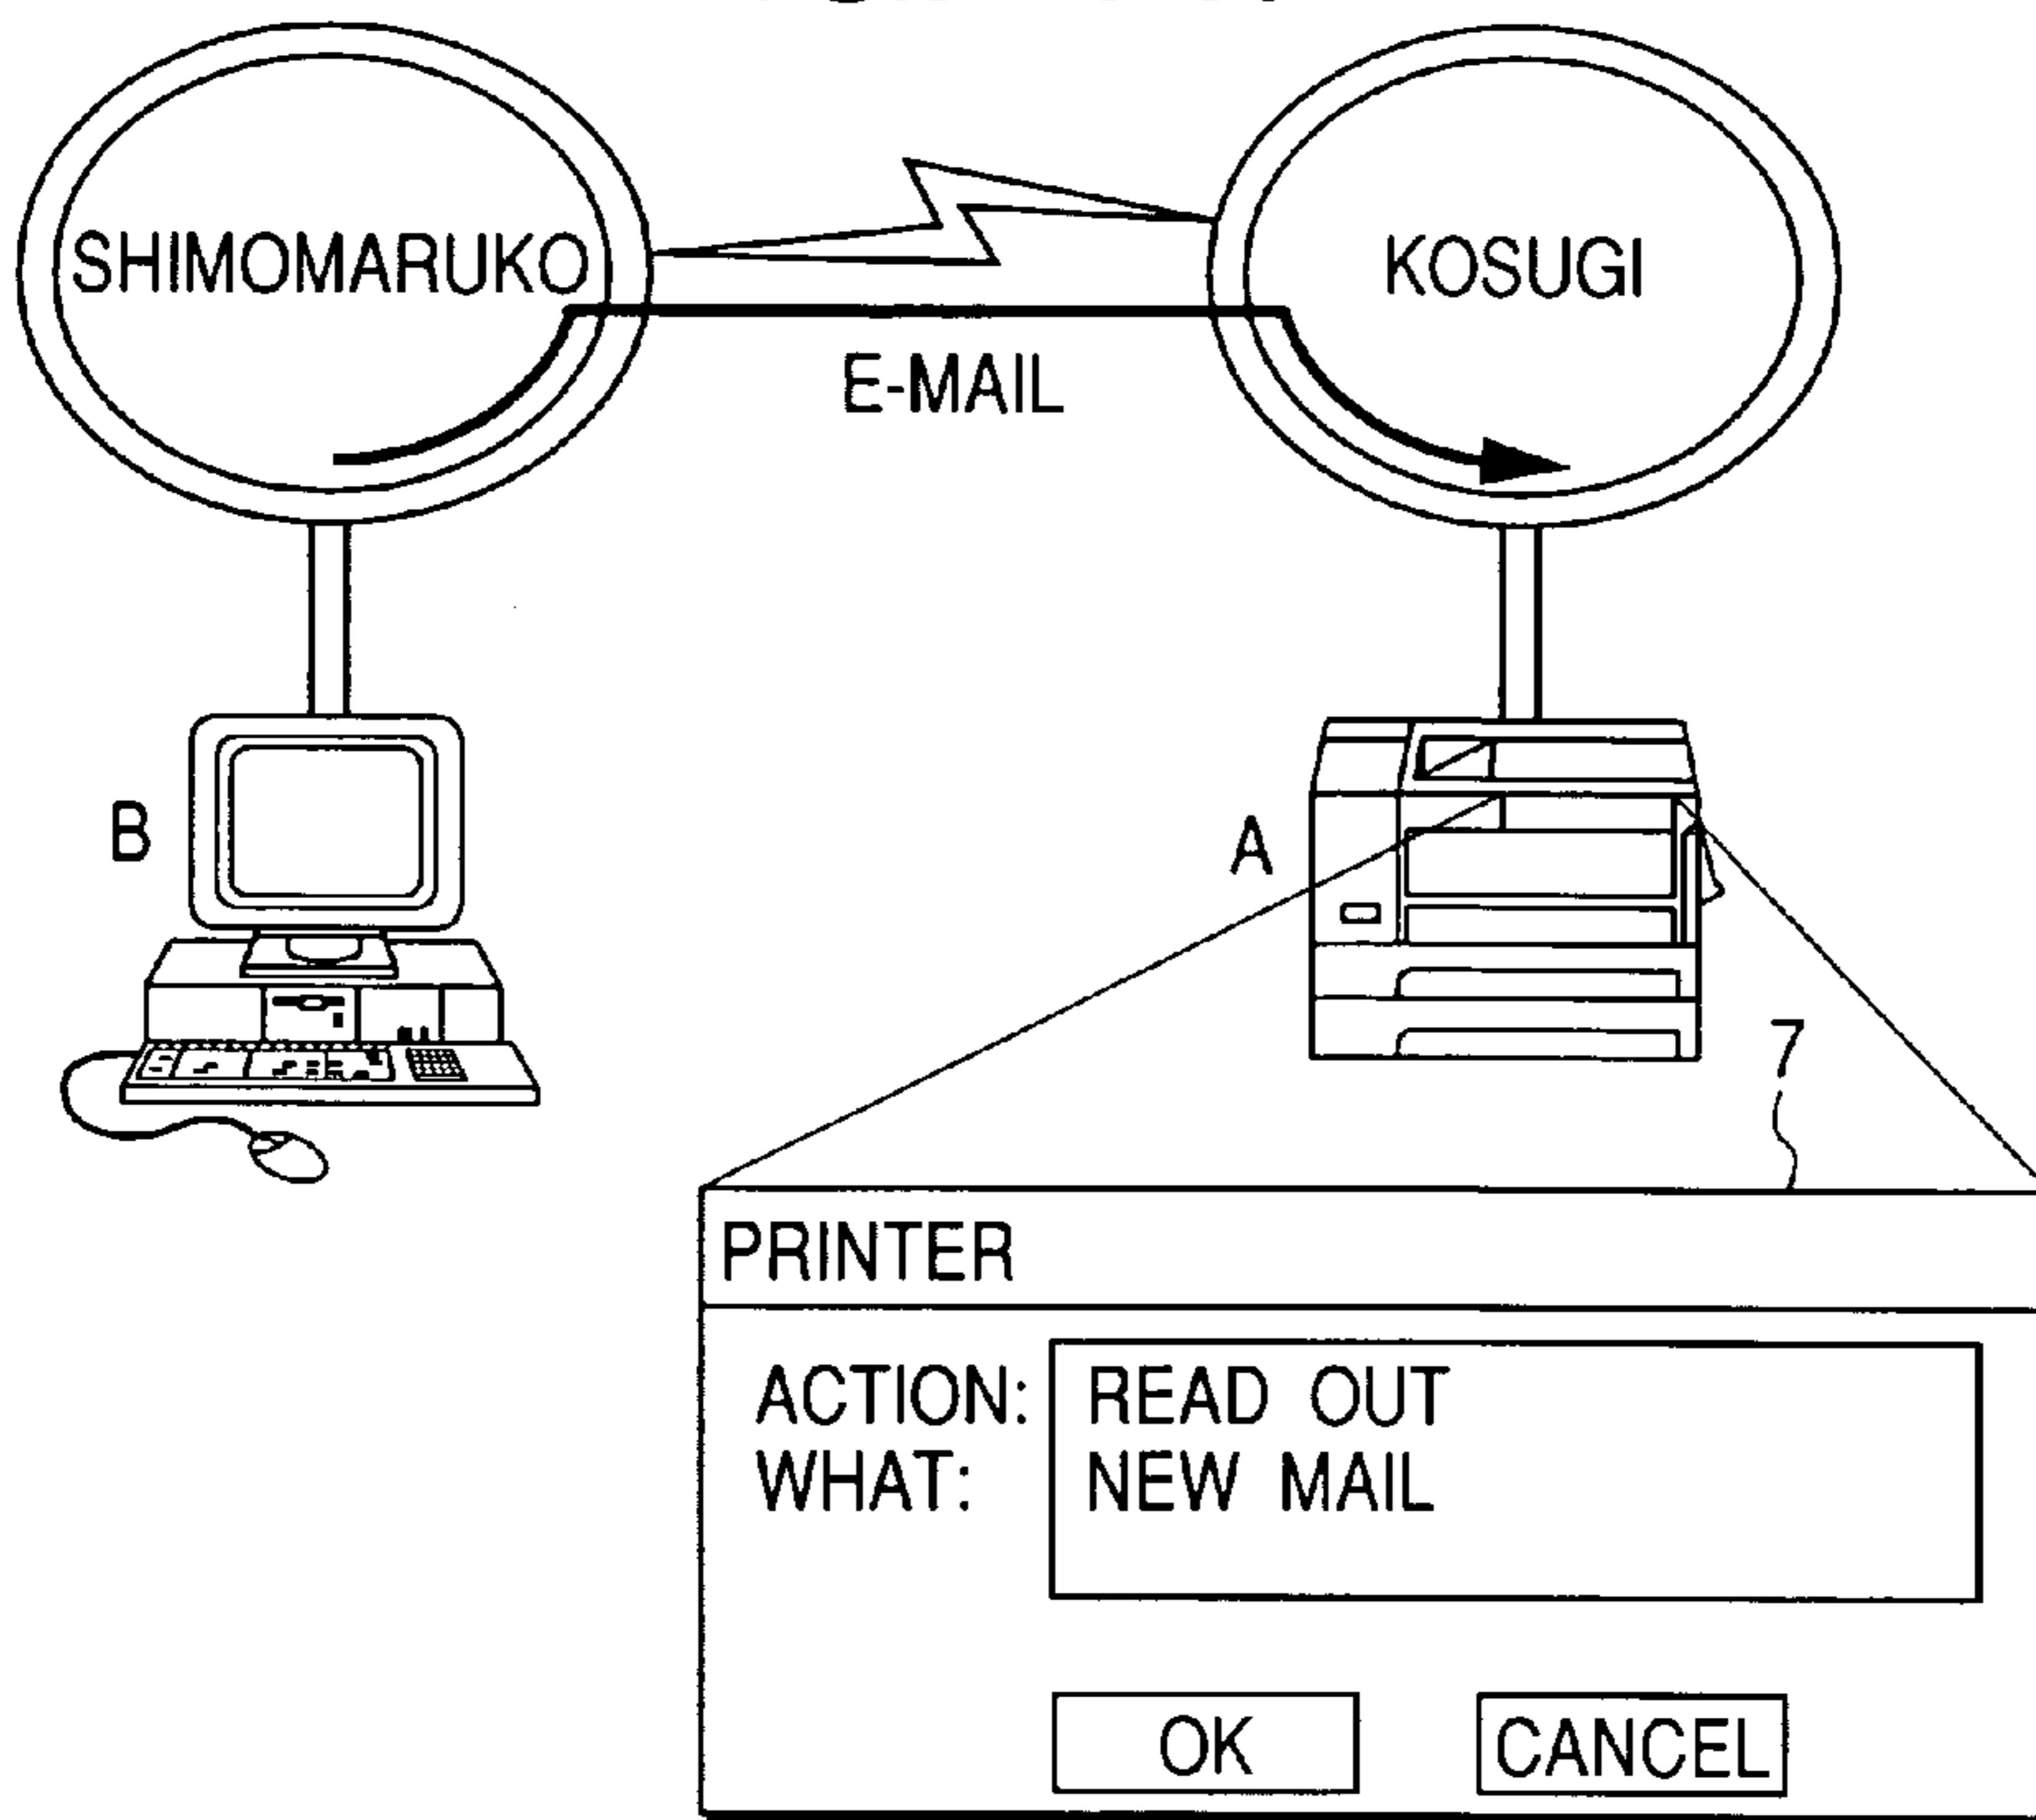 SHIMOMARUKO
KOSUGI
E-MAIL
B
A
7
PRINTER
ACTION: READ OUT
WHAT: NEW MAIL
OK
CANCEL